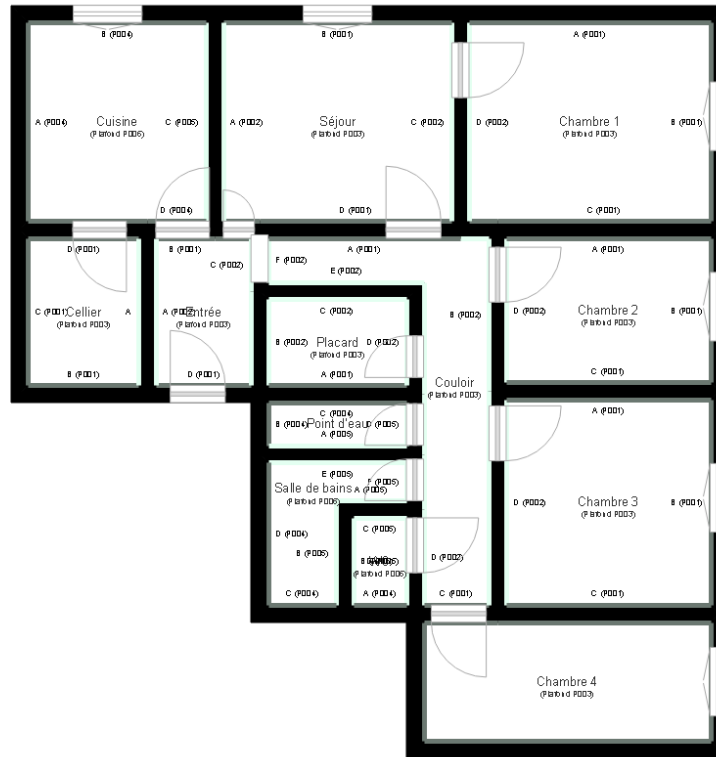 B (P004)
B (P001)
A (P001)
A (P004)
Cuisine
(Plafond P006)
C (P005)
A (P002)
Séjour
(Plafond P003)
C (P002)
D (P002)
Chambre 1
(Plafond P003)
B (P001)
D (P004)
D (P001)
C (P001)
D (P001)
B (P001)
C (P002)
A (P001)
F (P002)
E (P002)
A (P001)
C (P001)
Cellier
(Plafond P003)
A
Entrée
(Plafond P003)
B (P001)
D (P001)
C (P002)
B (P002)
Placard
(Plafond P003)
D (P002)
A (P001)
B (P002)
D (P002)
Chambre 2
(Plafond P003)
B (P001)
C (P001)
Couloir
(Plafond P003)
C (P004)
B (P004)
Point d'eau
D (P005)
A (P005)
A (P001)
E (P005)
F (P005)
Salle de bains
A (P005)
(Plafond P006)
D (P004)
B (P005)
C (P004)
C (P005)
(Plafond P006)
A (P004)
D (P002)
C (P001)
D (P002)
Chambre 3
(Plafond P003)
B (P001)
C (P001)
Chambre 4
(Plafond P003)